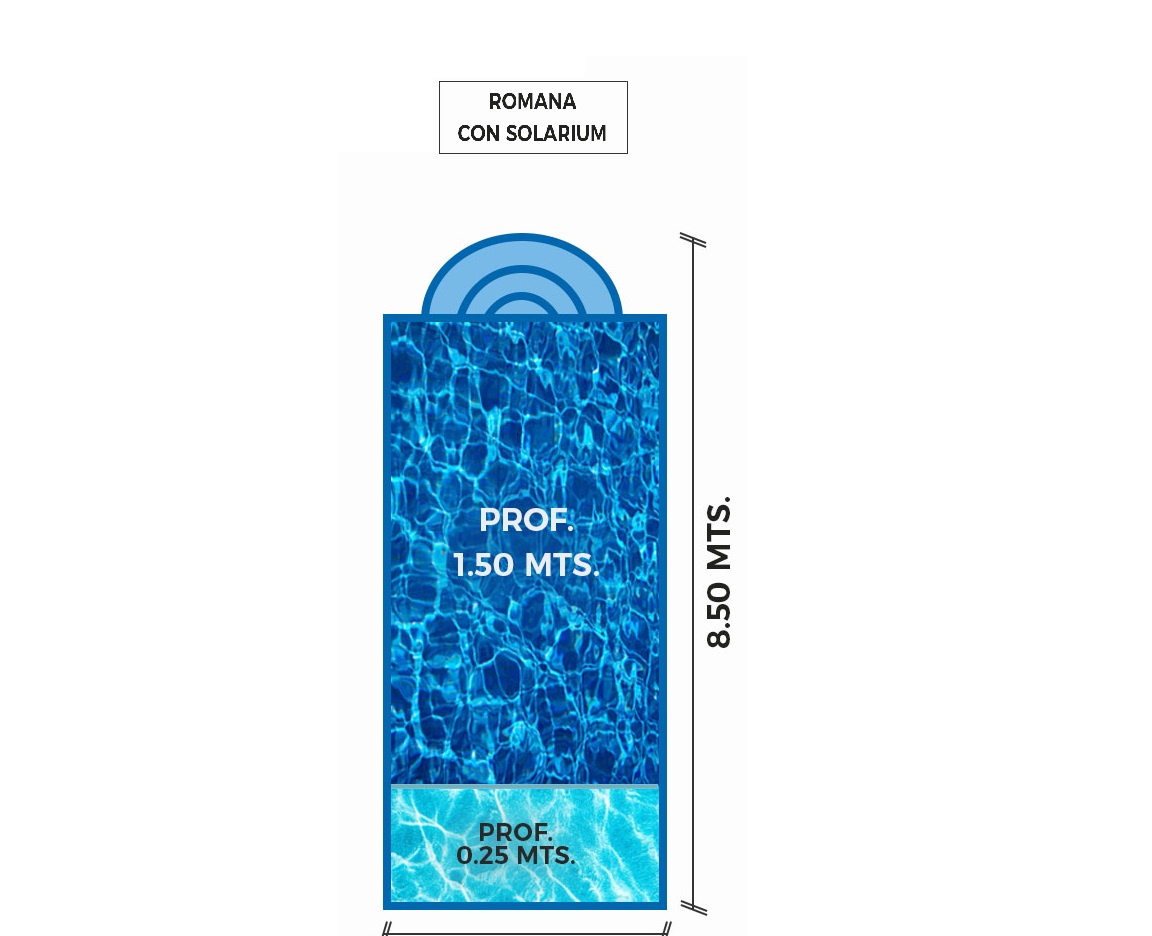 ROMANA
CON SOLARIUM
PROF.
1.50 MTS.
8.50 MTS.
PROF.
0.25 MTS.